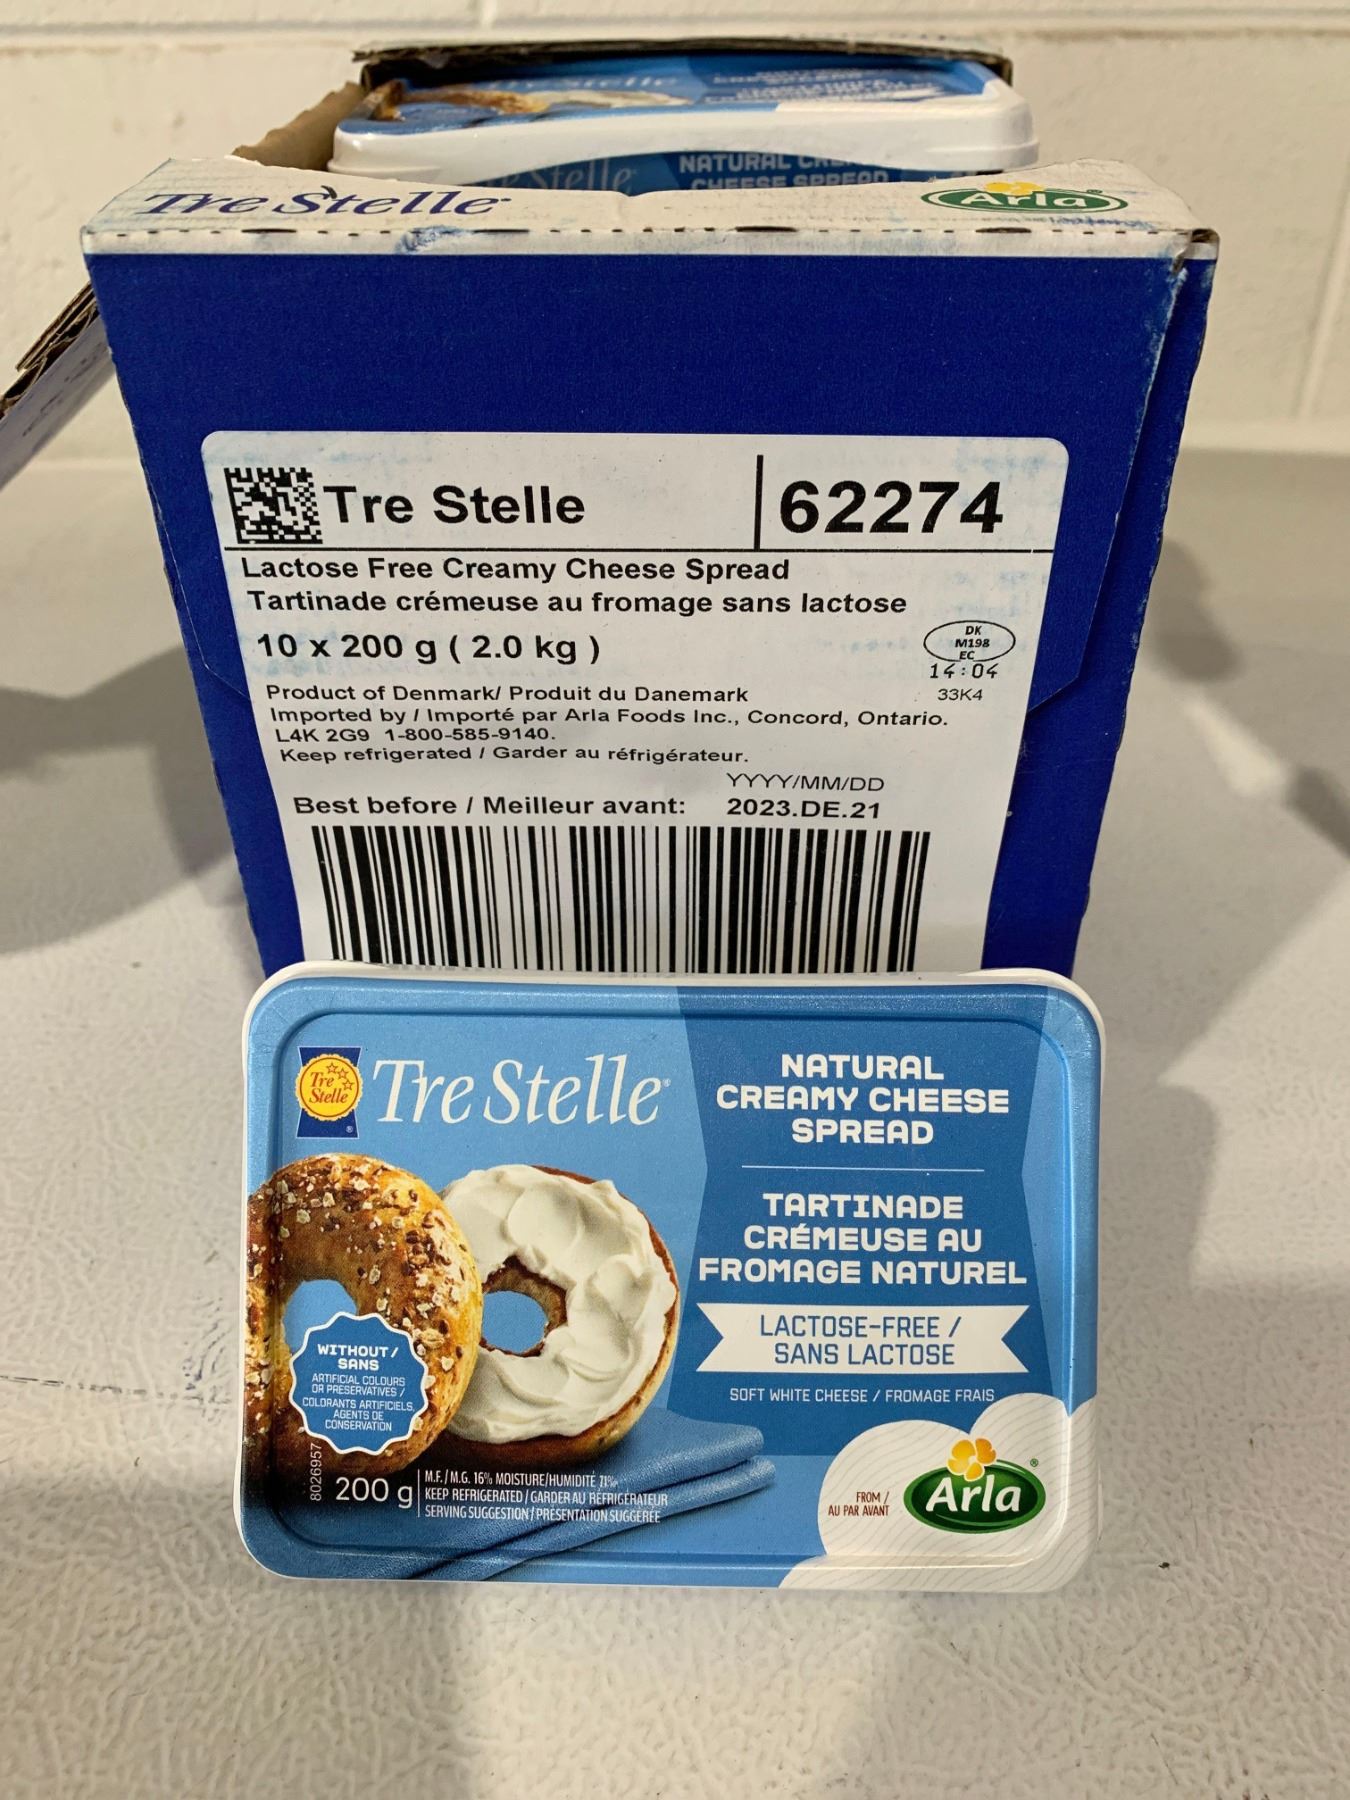 Tre Stelle
NATURAL
CHEESE SPREAD
Tre Stelle
Arla
Tre Stelle
62274
Lactose Free Creamy Cheese Spread
Tartinade crémeuse au fromage sans lactose
10 x 200 g ( 2.0 kg )
DK
M198
EC
14:04
33K4
Product of Denmark/ Produit du Danemark
Imported by / Importé par Arla Foods Inc., Concord, Ontario.
L4K 2G9 1-800-585-9140.
Keep refrigerated / Garder au réfrigérateur.
YYYY/MM/DD
Best before / Meilleur avant: 2023.DE.21
Tre
Stelle
Tre Stelle
NATURAL
CREAMY CHEESE
SPREAD
TARTINADE
CRÉMEUSE AU
FROMAGE NATUREL
LACTOSE-FREE /
SANS LACTOSE
SOFT WHITE CHEESE / FROMAGE FRAIS
WITHOUT /
SANS
ARTIFICIAL COLOURS
OR PRESERVATIVES /
COLORANTS ARTIFICIELS,
AGENTS DE
CONSERVATION
8026957
200 g
M.F./M.G. 16% MOISTURE/HUMIDITÉ 71%
KEEP REFRIGERATED / GARDER AU RÉFRIGÉRATEUR
SERVING SUGGESTION / PRÉSENTATION SUGGÉRÉE
FROM /
AU PAR AVANT
Arla